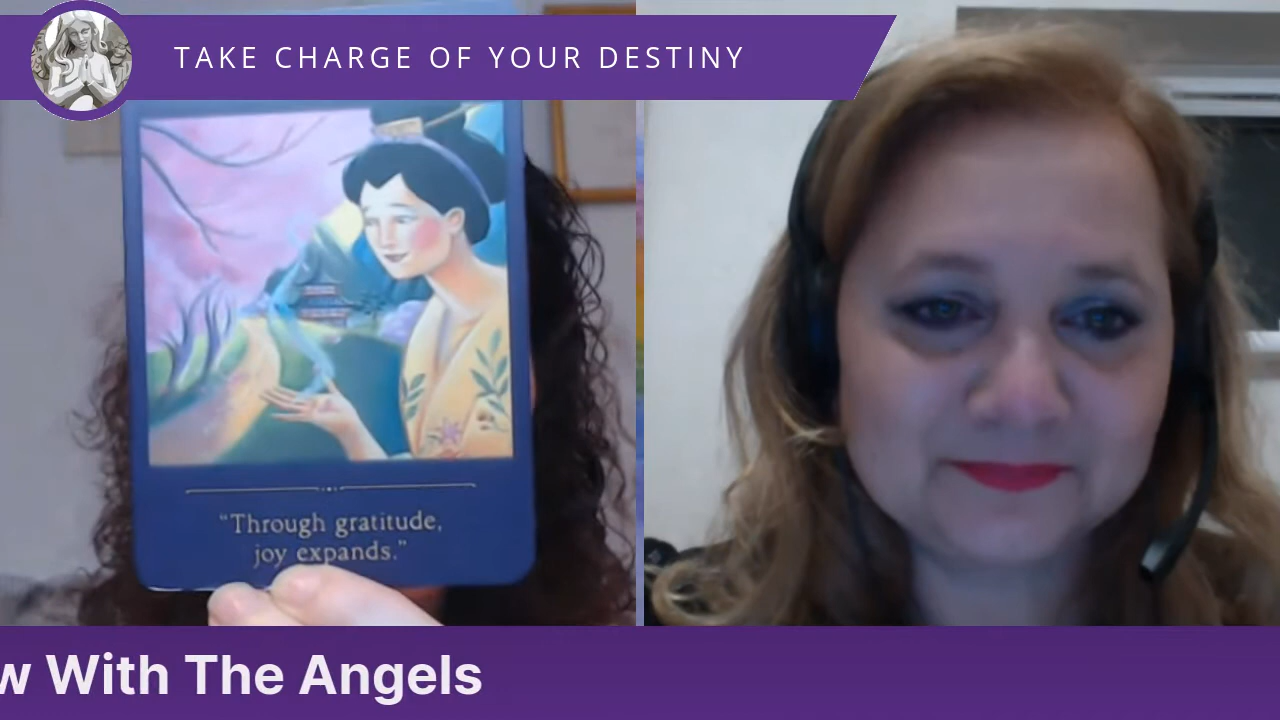 TAKE CHARGE OF YOUR DESTINY
“Through gratitude,
joy expands.”
w With The Angels